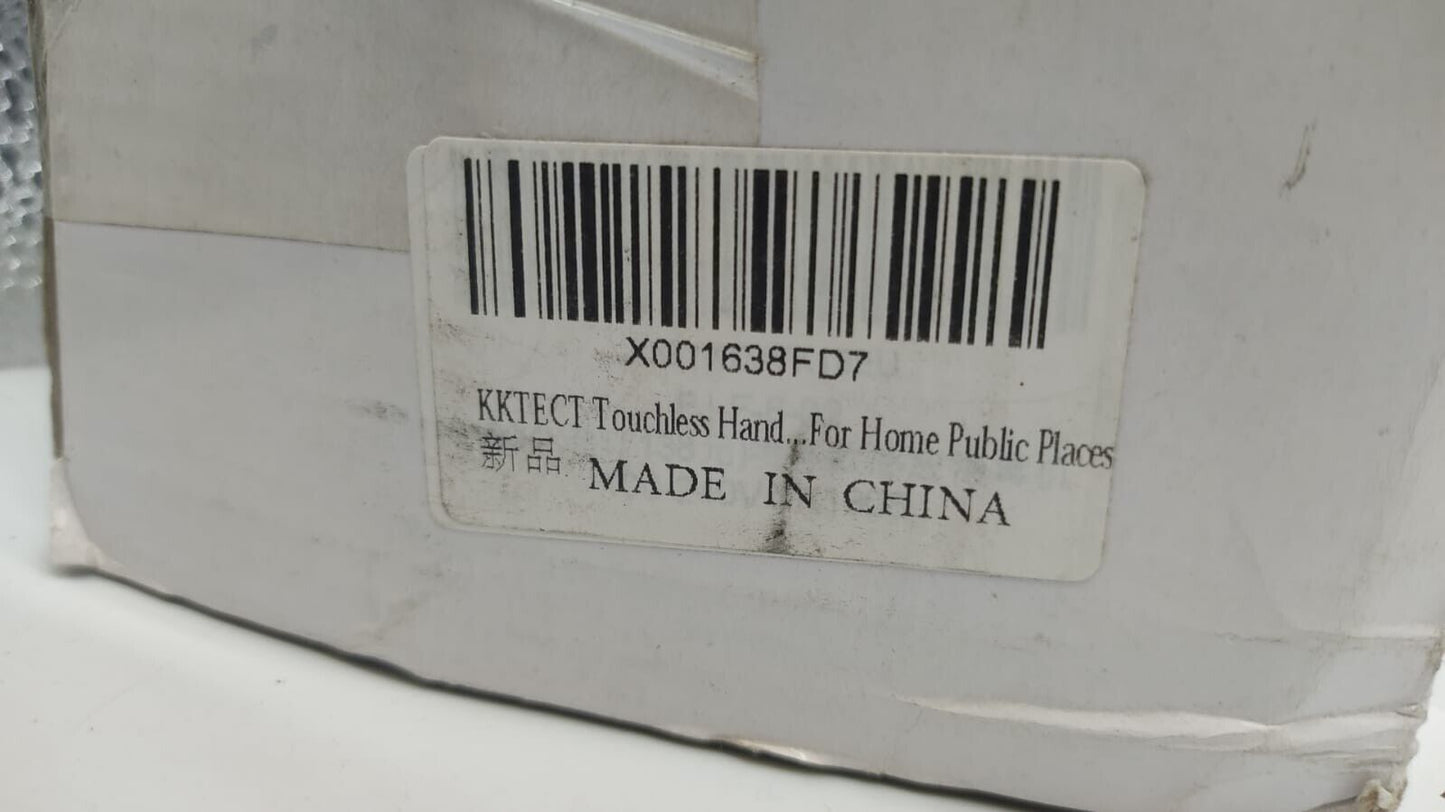 X001638FD7
KKTECT Touchless Hand...For Home Public Places
新品 MADE IN CHINA